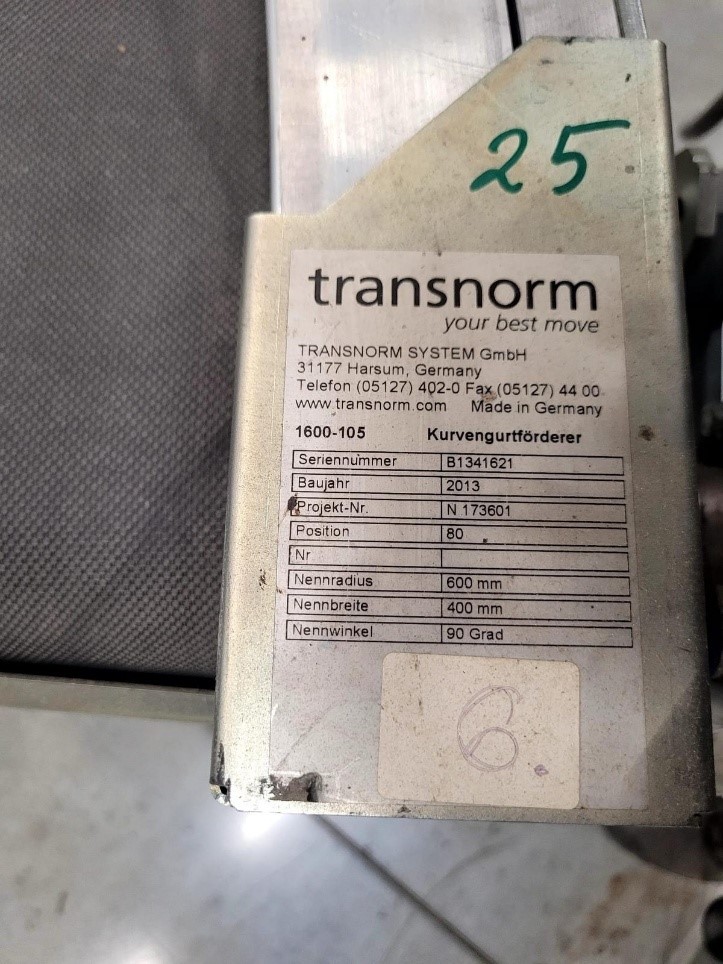 25
transnorm
your best move
TRANSNORM SYSTEM GmbH
31177 Harsum, Germany
Telefon (05127) 402-0 Fax (05127) 44 00
www.transnorm.com Made in Germany
1600-105 Kurvengurtförderer
Seriennummer B1341621
Baujahr 2013
Projekt-Nr. N 173601
Position 80
Nr
Nennradius 600 mm
Nennbreite 400 mm
Nennwinkel 90 Grad
6.